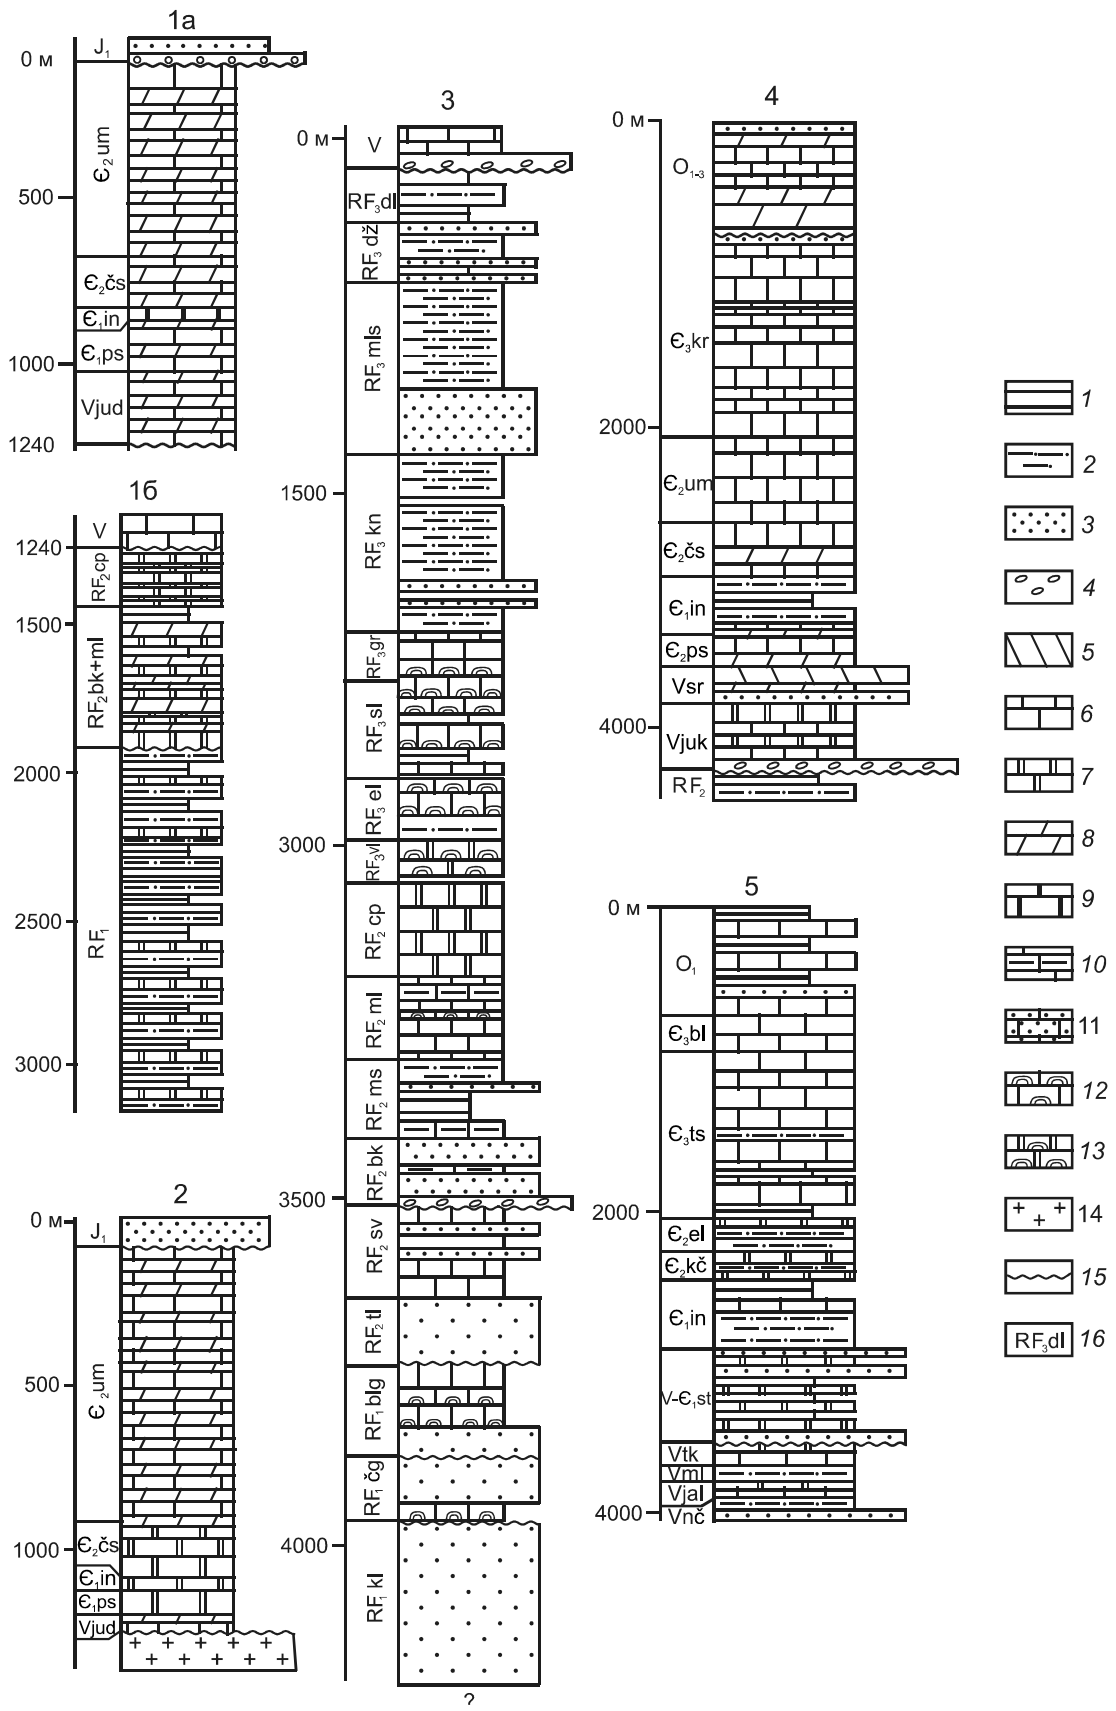 1а
0 м
J₁
Є₂um
500
Є₂čs
Є₁in
Є₁ps
1000
Vjud
1240
1б
V
1240
RF₂cp
1500
RF₂bk+ml
2000
2500
RF₁
3000
2
0 м
J₁
Є₂um
500
1000
Є₂čs
Є₁in
Є₁ps
Vjud
3
0 м
V
RF₃dl
RF₃dž
RF₃mls
1500
RF₃kn
RF₃gr
RF₃sl
RF₃el
3000
RF₃vl
RF₂cp
RF₂ml
RF₂ms
RF₂bk
3500
RF₂sv
RF₂tl
RF₁blg
RF₁čg
4000
RF₁kl
?
4
0 м
O₁₋₃
Є₃kr
2000
Є₂um
Є₂čs
Є₁in
Є₂ps
Vsr
4000
Vjuk
RF₂
5
0 м
O₁
Є₃bl
Є₃ts
2000
Є₂el
Є₂kč
Є₁in
V–Є₁st
Vtk
Vml
Vjal
4000
Vnč
1
2
3
4
5
6
7
8
9
10
11
12
13
14
15
RF₃dl 16